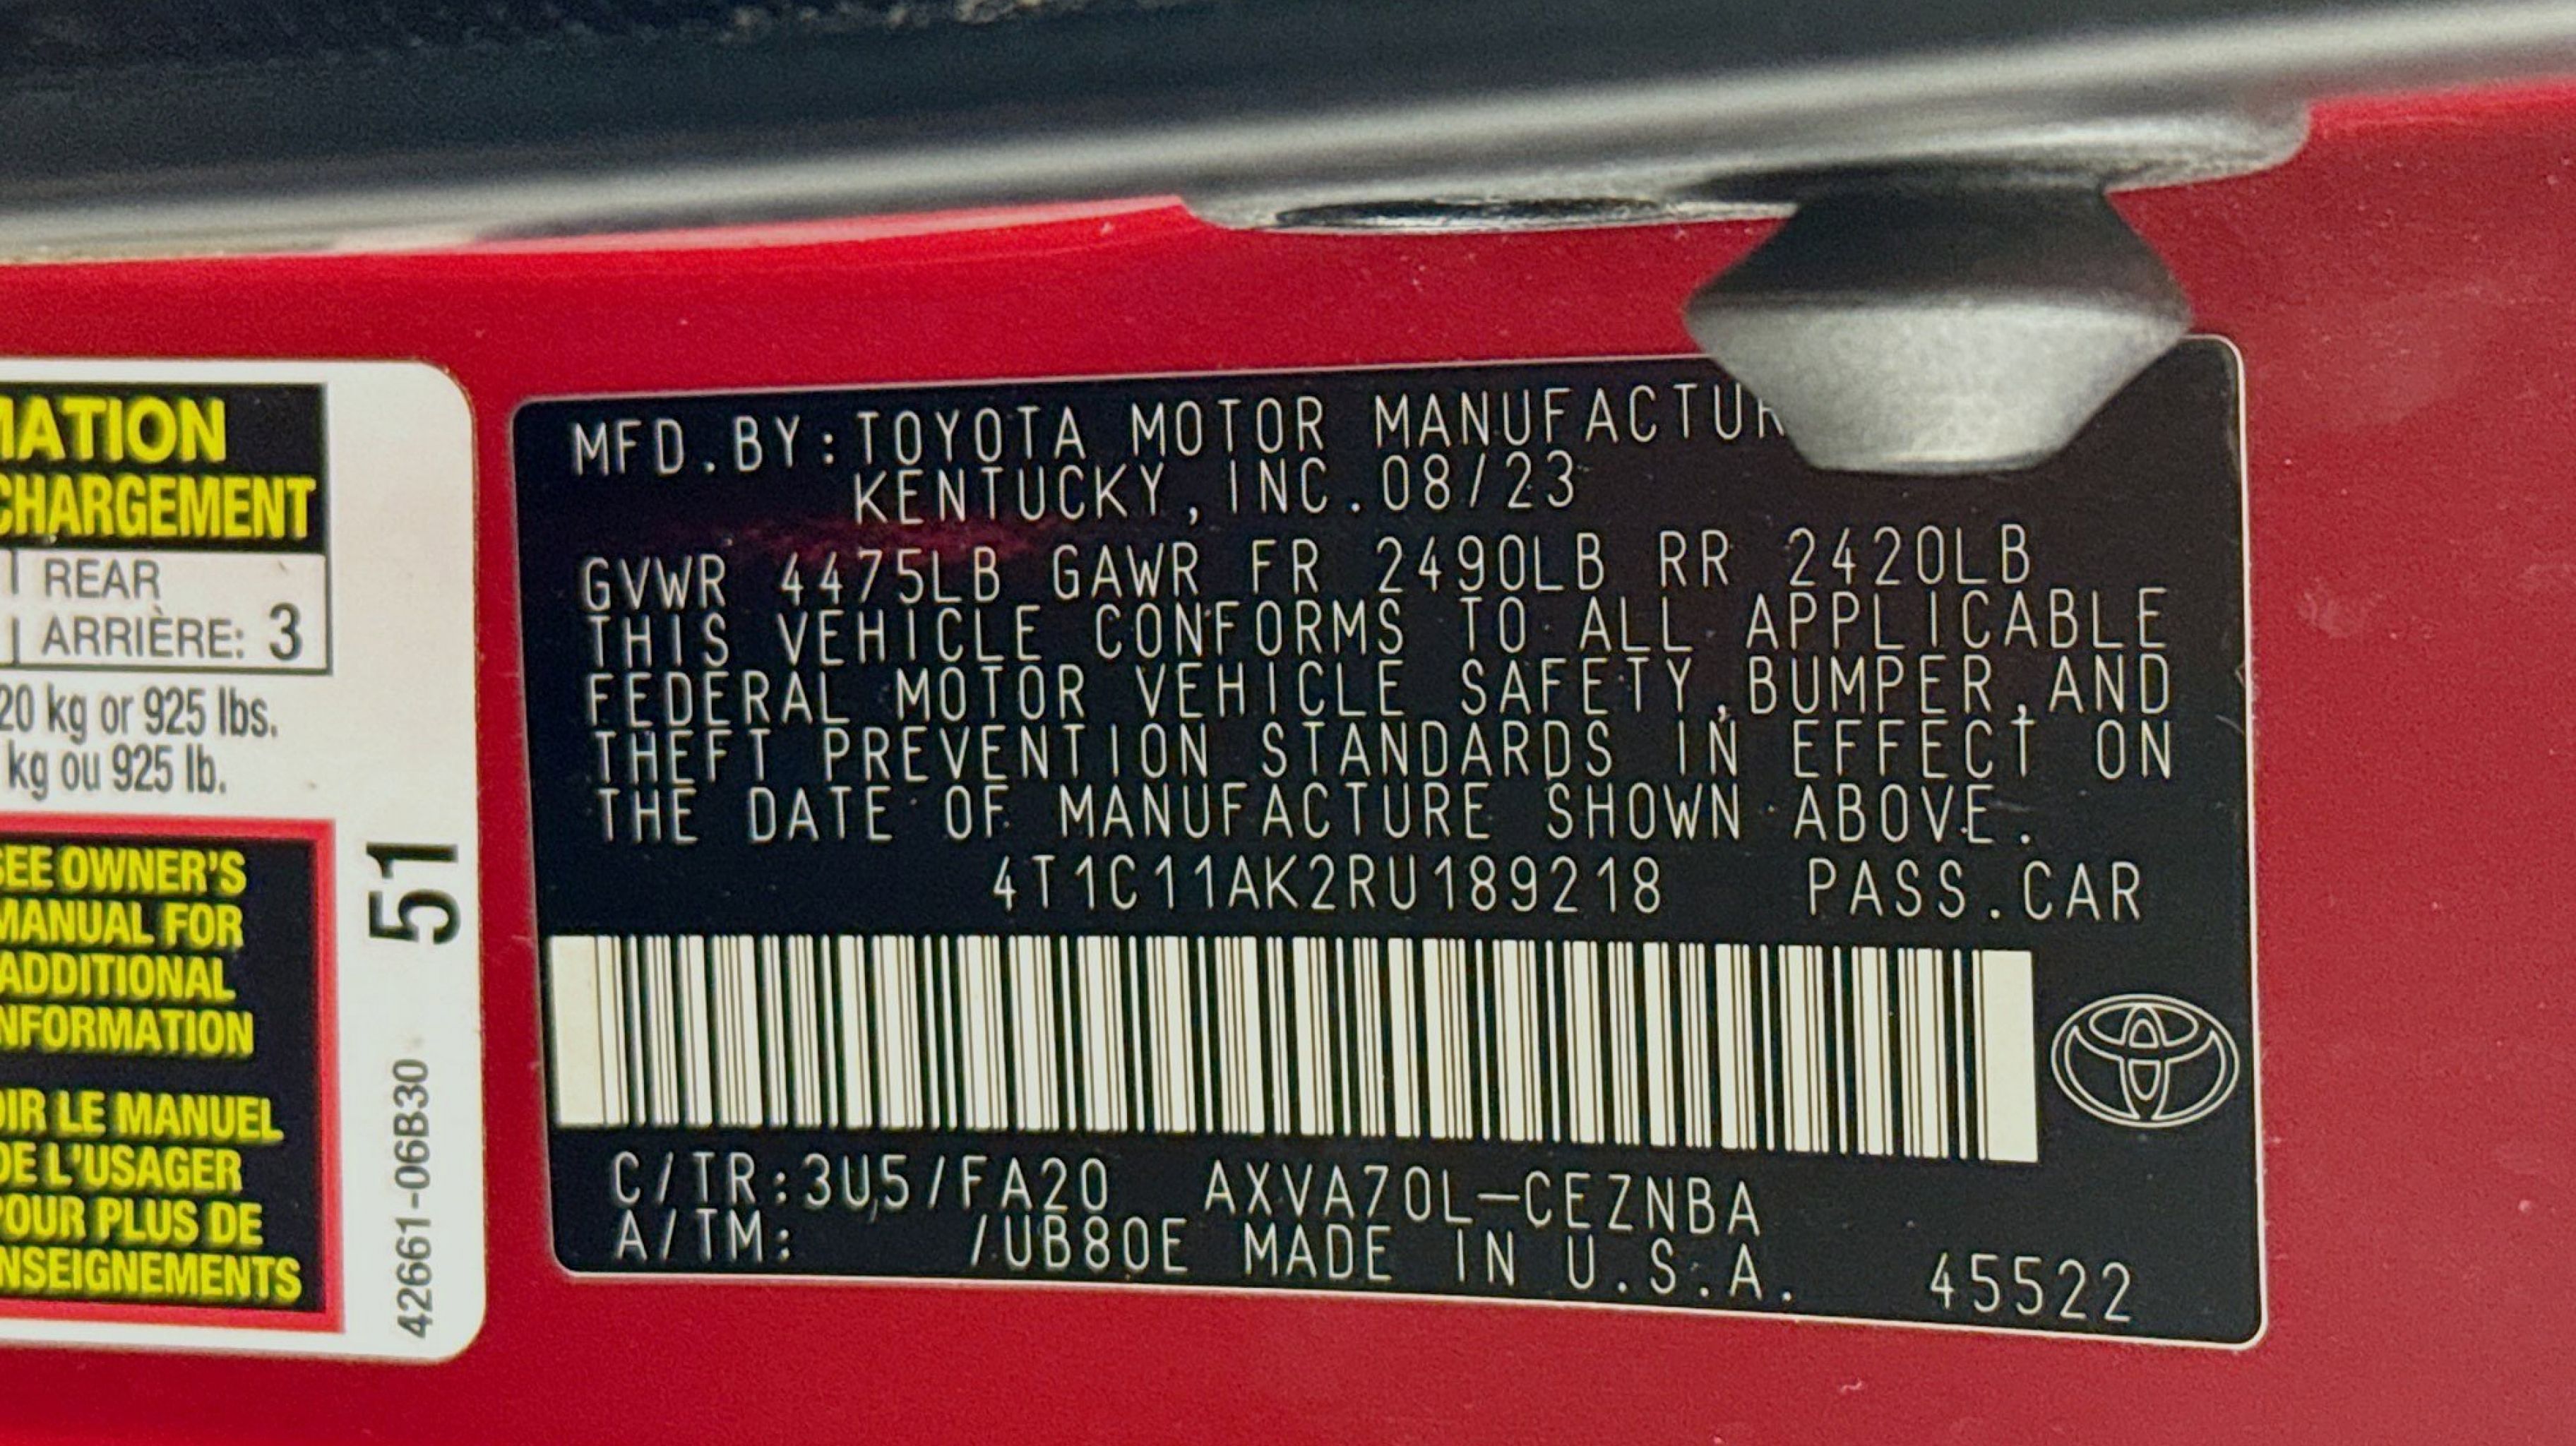 MATION
CHARGEMENT
REAR
ARRIÈRE: 3
20 kg or 925 lbs.
kg ou 925 lb.
SEE OWNER'S
MANUAL FOR
ADDITIONAL
INFORMATION
OIR LE MANUEL
DE L'USAGER
POUR PLUS DE
NSEIGNEMENTS
51
42661-06B30
MFD.BY:TOYOTA MOTOR MANUFACTUR
KENTUCKY,INC.08/23
GVWR 4475LB GAWR FR 2490LB RR 2420LB
THIS VEHICLE CONFORMS TO ALL APPLICABLE
FEDERAL MOTOR VEHICLE SAFETY,BUMPER,AND
THEFT PREVENTION STANDARDS IN EFFECT ON
THE DATE OF MANUFACTURE SHOWN ABOVE.
4T1C11AK2RU189218 PASS.CAR
C/TR:3U5/FA20 AXVA70L-CEZNBA
A/TM: /UB80E MADE IN U.S.A. 45522